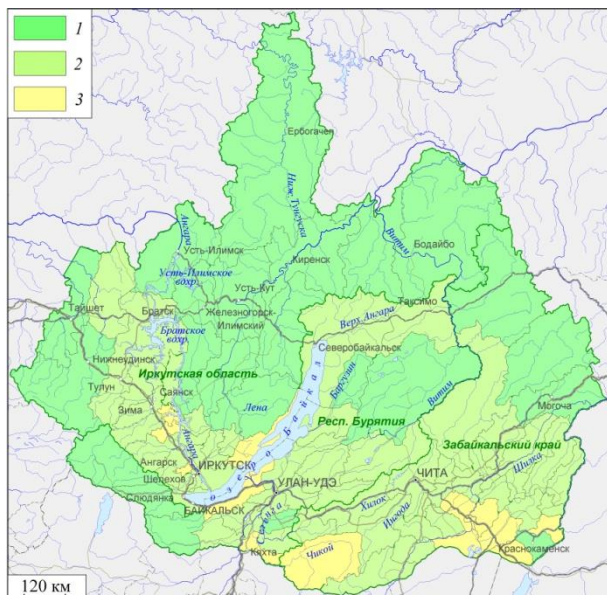 1
2
3
Ербогачен
Ниж. Тунгуска
Ангара
Витим
Бодайбо
Усть-Илимск
Усть-Илимское
вдхр.
Киренск
Усть-Кут
Таксимо
Тайшет
Братск
Железногорск-
Илимский
Верх Ангара
Братское
вдхр.
Северобайкальск
Нижнеудинск
Иркутская область
Баргузин
Тулун
Саянск
Витим
Могоча
Зима
Лена
Респ. Бурятия
озеро Байкал
Забайкальский край
Ангара
Шилка
Ангарск
ИРКУТСК
Шелехов
УЛАН-УДЭ
ЧИТА
Слюдянка
БАЙКАЛЬСК
Хилок
Ингода
Селенга
Краснокаменск
Кяхта
Чикой
120 км